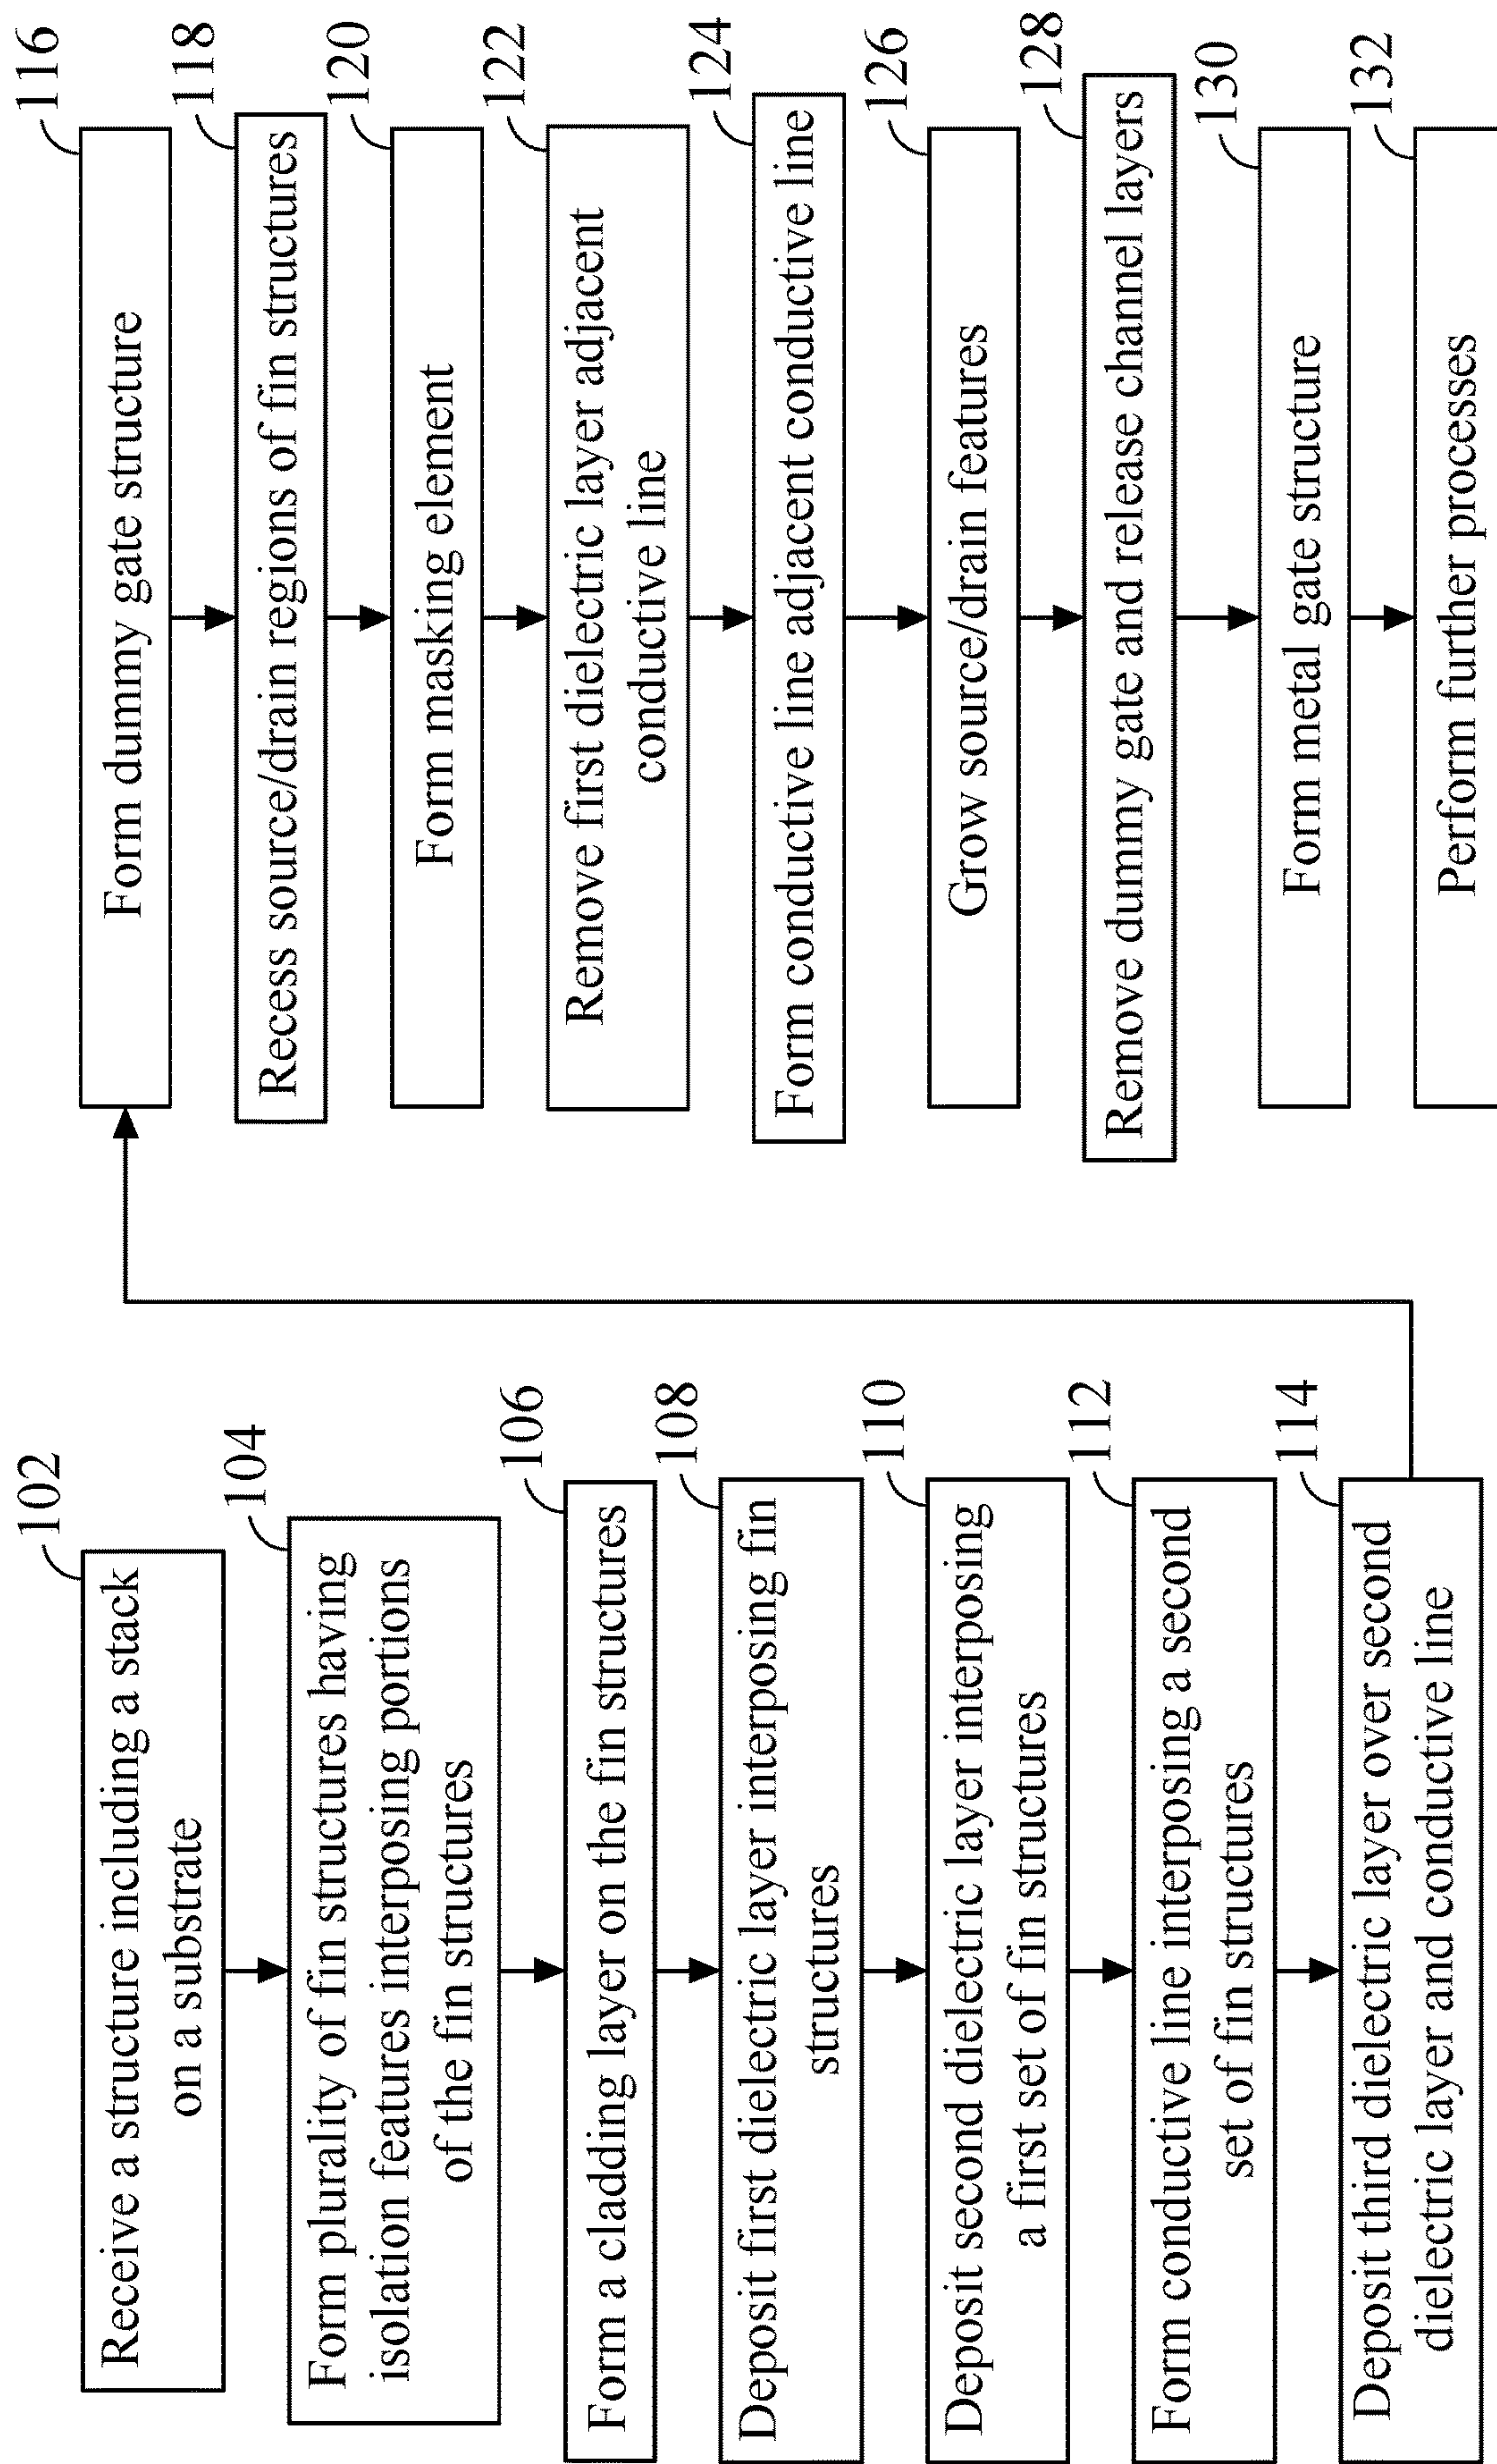 102
Receive a structure including a stack
on a substrate
104
Form plurality of fin structures having
isolation features interposing portions
of the fin structures
106
Form a cladding layer on the fin structures
108
Deposit first dielectric layer interposing fin
structures
110
Deposit second dielectric layer interposing
a first set of fin structures
112
Form conductive line interposing a second
set of fin structures
114
Deposit third dielectric layer over second
dielectric layer and conductive line
116
Form dummy gate structure
118
Recess source/drain regions of fin structures
120
Form masking element
122
Remove first dielectric layer adjacent
conductive line
124
Form conductive line adjacent conductive line
126
Grow source/drain features
128
Remove dummy gate and release channel layers
130
Form metal gate structure
132
Perform further processes